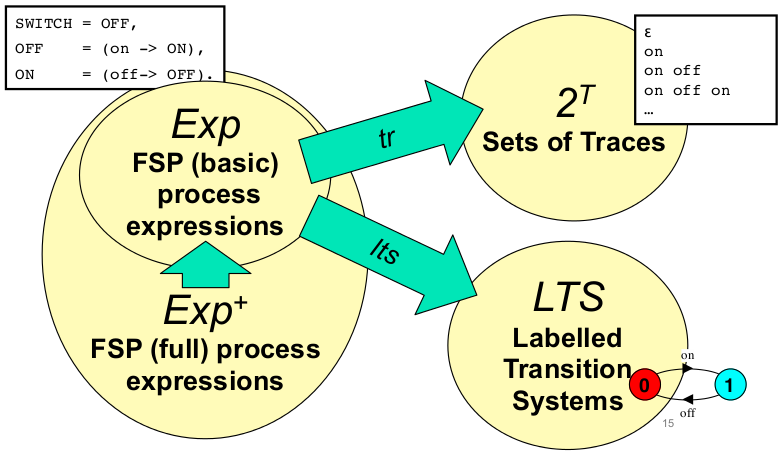 SWITCH = OFF,
OFF    = (on -> ON),
ON     = (off-> OFF).
Exp
FSP (basic)
process
expressions
Exp⁺
FSP (full) process
expressions
tr
lts
2ᵀ
Sets of Traces
ε
on
on off
on off on
…
LTS
Labelled
Transition
Systems
on
0
1
off
15